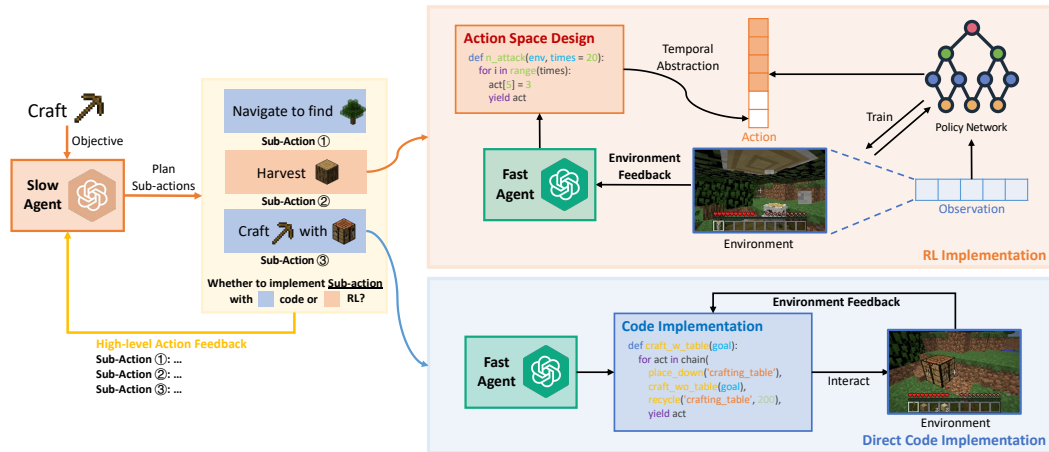 Craft
Objective
Slow
Agent
Plan
Sub-actions
High-level Action Feedback
Sub-Action ①: ...
Sub-Action ②: ...
Sub-Action ③: ...
Navigate to find
Sub-Action ①
Harvest
Sub-Action ②
Craft with
Sub-Action ③
Whether to implement Sub-action
with code or RL?
Action Space Design
def n_attack(env, times = 20):
for i in range(times):
act[5] = 3
yield act
Temporal
Abstraction
Action
Train
Policy Network
Fast
Agent
Environment
Feedback
Environment
Observation
RL Implementation
Fast
Agent
Code Implementation
def craft_w_table(goal):
for act in chain(
place_down('crafting_table'),
craft_wo_table(goal),
recycle('crafting_table', 200),
yield act
Environment Feedback
Interact
Environment
Direct Code Implementation